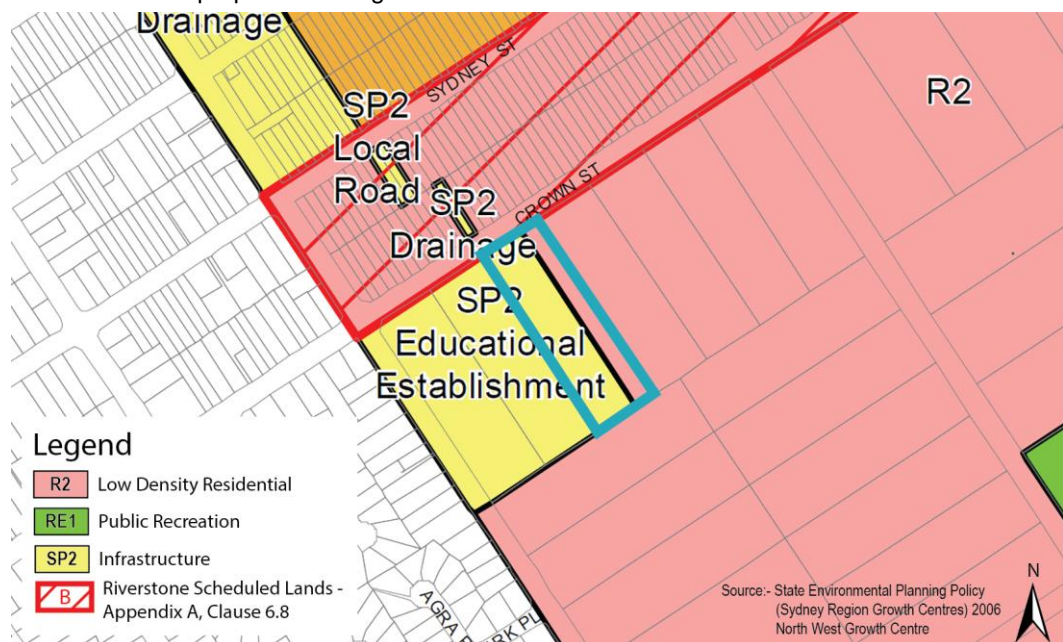 Drainage
SP2
Local
Road
SYDNEY ST
R2
SP2
Drainage
CROWN ST
SP2
Educational
Establishment
Legend
R2 Low Density Residential
RE1 Public Recreation
SP2 Infrastructure
B Riverstone Scheduled Lands -
Appendix A, Clause 6.8
Source:- State Environmental Planning Policy
(Sydney Region Growth Centres) 2006
North West Growth Centre
N